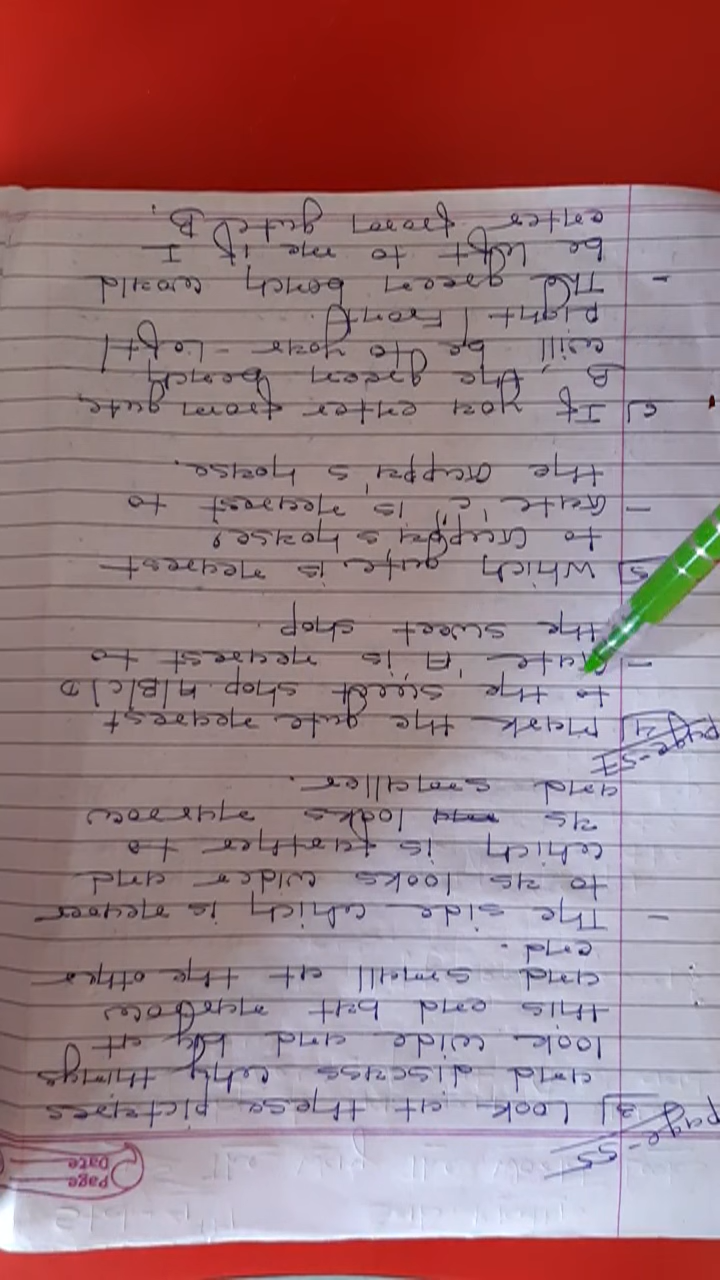 Page
Date
page-55
3) Look at these pictures
and discuss why things
look wide and big at
this end but narrow
and small at the other
end.
- The side which is nearer
to us looks wider and
which is farther to
us looks narrow
and smaller.
page-57
4) Mark the gate nearest
to the sweet shop. A/B/C/D
- Gate 'A' is nearest to
the sweet shop.
5) Which gate is nearest
to Guppu's house?
- Gate 'C' is nearest to
the Guppu's house.
c) If you enter from gate
B, the green bench
will be to your - Left/
Right/Front.
- The green bench would
be left to me if I
enter from gate B.